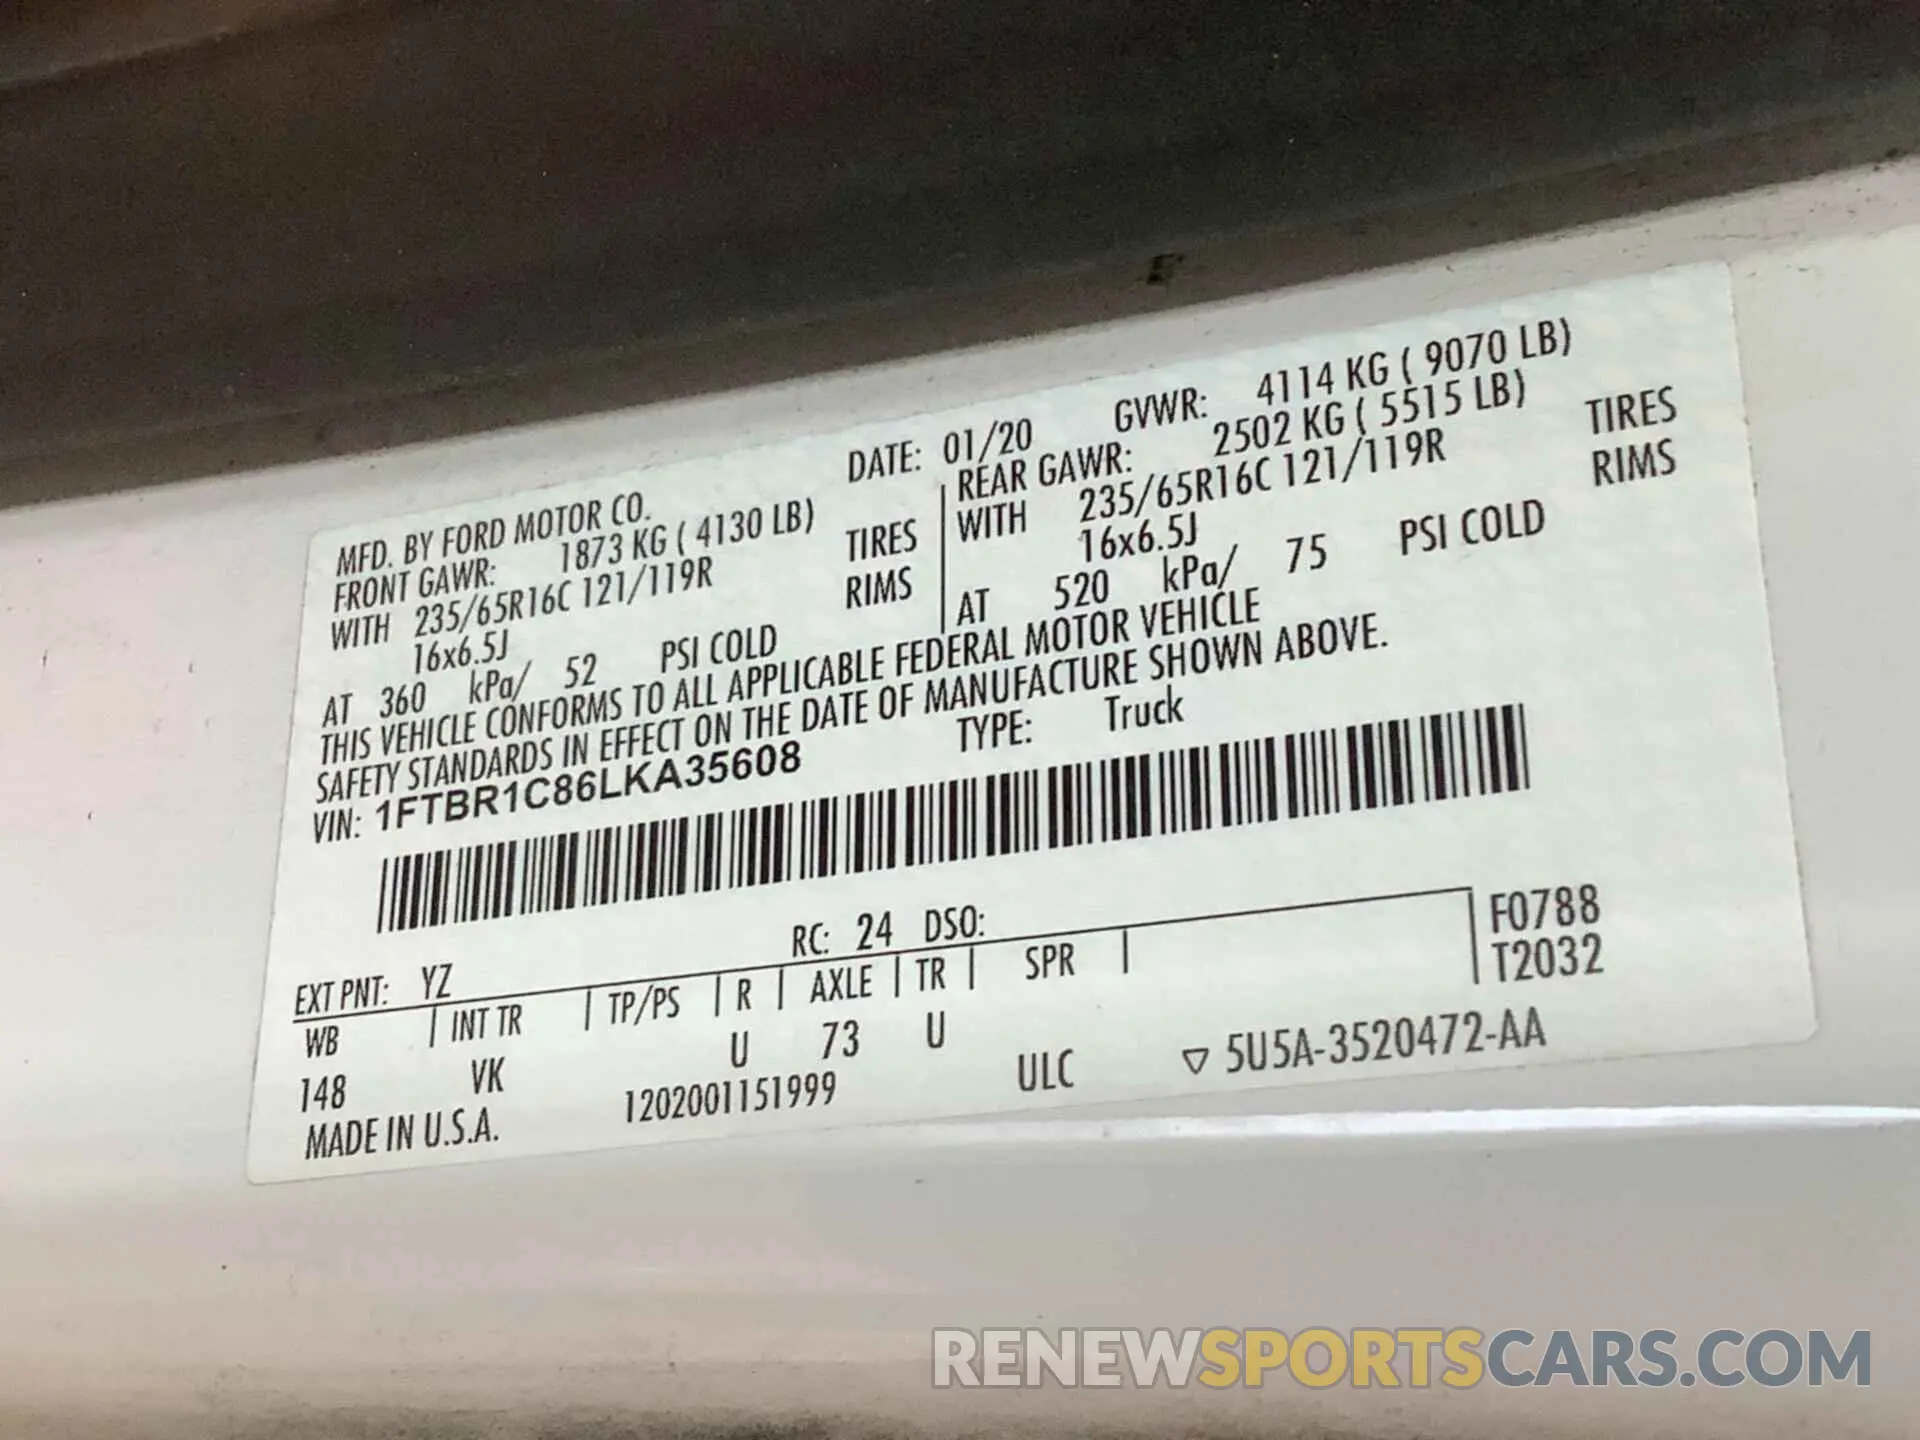 MFD. BY FORD MOTOR CO. DATE: 01/20 GVWR: 4114 KG ( 9070 LB)
FRONT GAWR: 1873 KG ( 4130 LB) REAR GAWR: 2502 KG ( 5515 LB)
WITH 235/65R16C 121/119R TIRES WITH 235/65R16C 121/119R TIRES
16x6.5J RIMS 16x6.5J RIMS
AT 360 kPa/ 52 PSI COLD AT 520 kPa/ 75 PSI COLD
THIS VEHICLE CONFORMS TO ALL APPLICABLE FEDERAL MOTOR VEHICLE
SAFETY STANDARDS IN EFFECT ON THE DATE OF MANUFACTURE SHOWN ABOVE.
VIN: 1FTBR1C86LKA35608 TYPE: Truck
EXT PNT: YZ RC: 24 DSO: F0788
WB INT TR TP/PS R AXLE TR SPR T2032
148 VK U 73 U
MADE IN U.S.A. 1202001151999 ULC ▽ 5U5A-3520472-AA
RENEWSPORTSCARS.COM